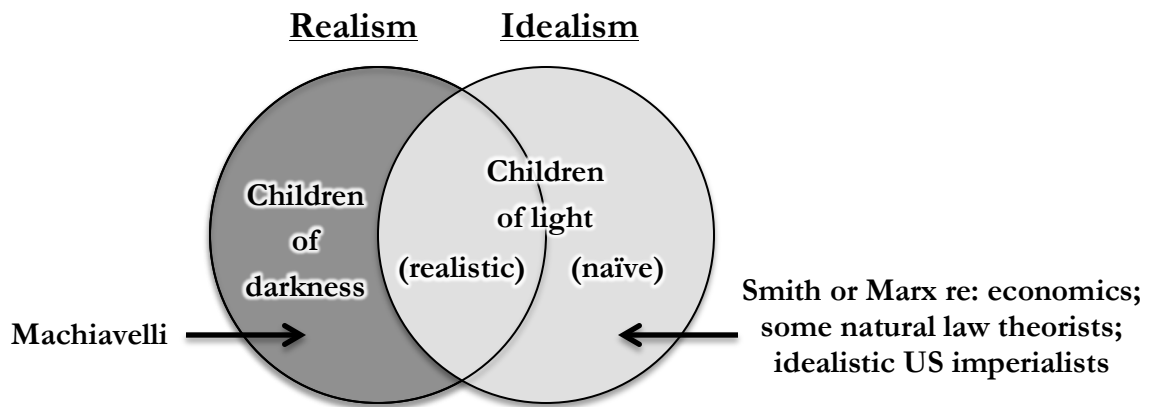 Realism
Idealism
Children
of
darkness
Children
of light
(realistic)
(naïve)
Machiavelli
Smith or Marx re: economics;
some natural law theorists;
idealistic US imperialists